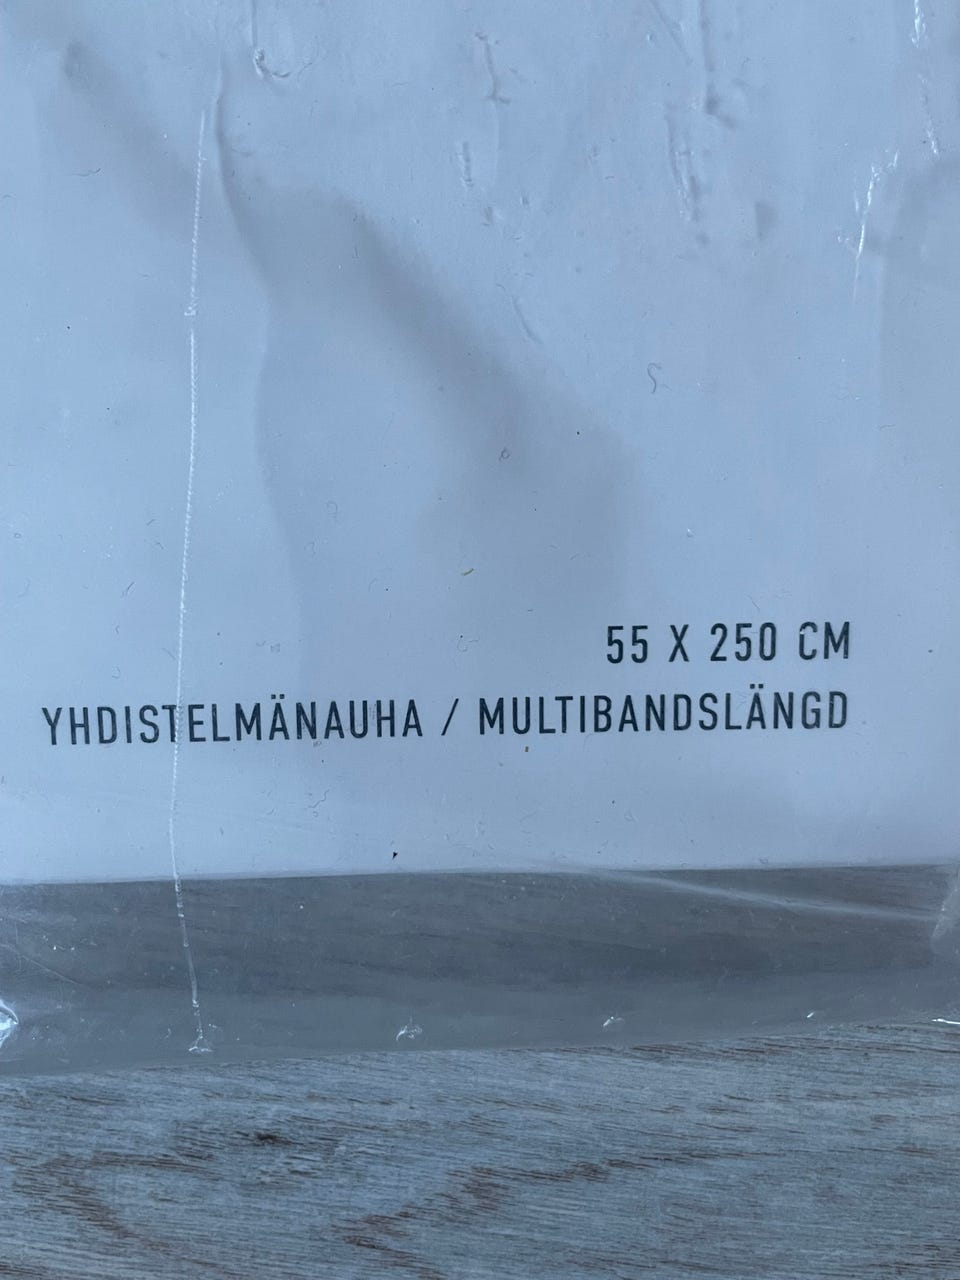 55 X 250 CM
YHDISTELMÄNAUHA / MULTIBANDSLÄNGD